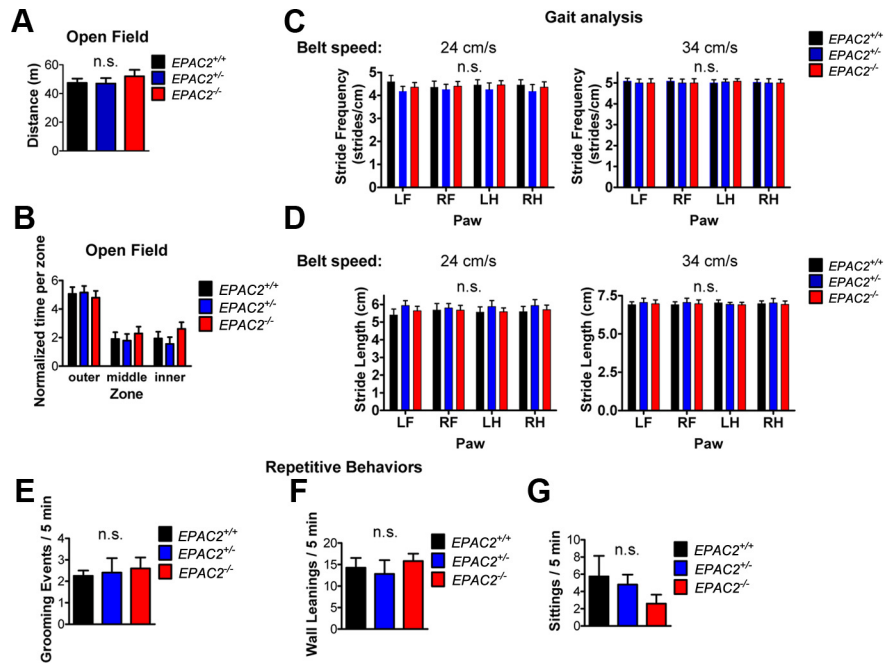 A
Open Field
n.s.
EPAC2+/+
EPAC2+/-
EPAC2-/-
Distance (m)
60
40
20
0
B
Open Field
EPAC2+/+
EPAC2+/-
EPAC2-/-
Normalized time per zone
6
4
2
0
outer middle inner
Zone
C
Gait analysis
Belt speed: 24 cm/s 34 cm/s
EPAC2+/+
EPAC2+/-
EPAC2-/-
n.s.
Stride Frequency
(strides/cm)
5
4
3
2
1
0
LF RF LH RH
Paw
n.s.
Stride Frequency
(strides/cm)
5
4
3
2
1
0
LF RF LH RH
Paw
D
Belt speed: 24 cm/s 34 cm/s
EPAC2+/+
EPAC2+/-
EPAC2-/-
n.s.
Stride Length (cm)
6
5
4
3
2
1
0
LF RF LH RH
Paw
n.s.
Stride Length (cm)
7.5
5.0
2.5
0.0
LF RF LH RH
Paw
Repetitive Behaviors
E
n.s.
EPAC2+/+
EPAC2+/-
EPAC2-/-
Grooming Events / 5 min
4
3
2
1
0
F
n.s.
EPAC2+/+
EPAC2+/-
EPAC2-/-
Wall Leanings / 5 min
20
15
10
5
0
G
n.s.
EPAC2+/+
EPAC2+/-
EPAC2-/-
Sittings / 5 min
10
8
6
4
2
0